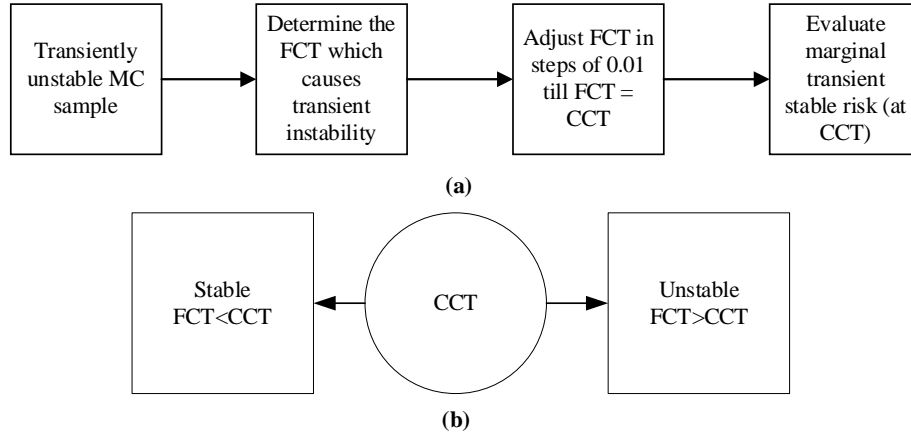 Transiently
unstable MC
sample
Determine the
FCT which
causes
transient
instability
Adjust FCT in
steps of 0.01
till FCT =
CCT
Evaluate
marginal
transient
stable risk (at
CCT)
(a)
Stable
FCT<CCT
CCT
Unstable
FCT>CCT
(b)